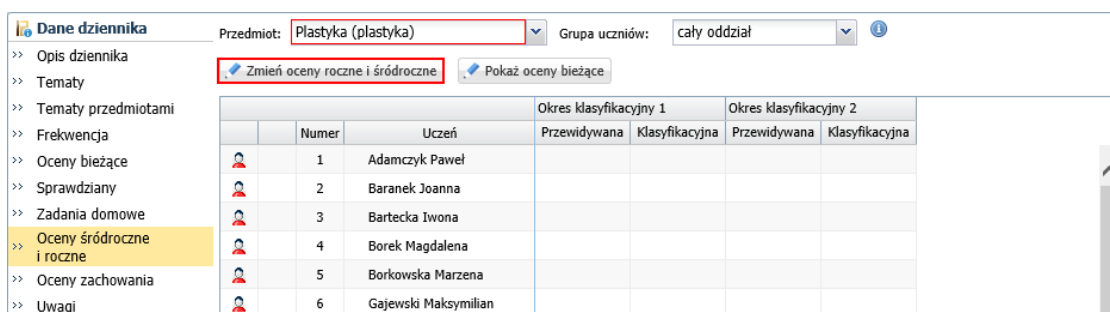 Dane dziennika
Opis dziennika
Tematy
Tematy przedmiotami
Frekwencja
Oceny bieżące
Sprawdziany
Zadania domowe
Oceny śródroczne
i roczne
Oceny zachowania
Uwagi
Przedmiot: Plastyka (plastyka) Grupa uczniów: cały oddział
Zmień oceny roczne i śródroczne Pokaż oceny bieżące
Okres klasyfikacyjny 1 Okres klasyfikacyjny 2
Numer Uczeń Przewidywana Klasyfikacyjna Przewidywana Klasyfikacyjna
1 Adamczyk Paweł
2 Baranek Joanna
3 Bartecka Iwona
4 Borek Magdalena
5 Borkowska Marzena
6 Gajewski Maksymilian